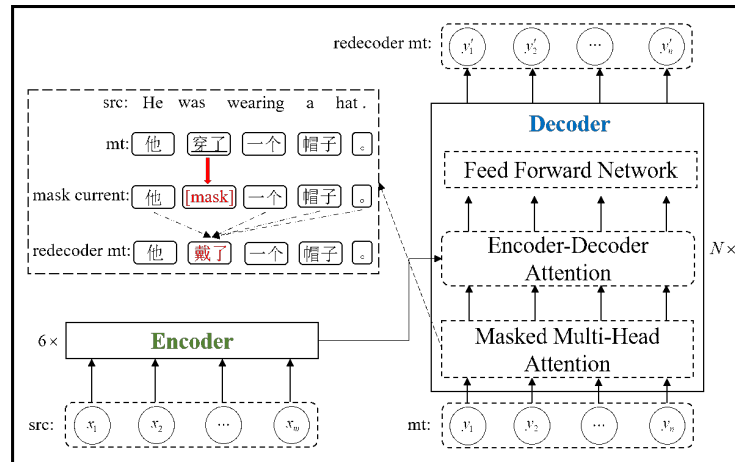 redecoder mt: y′₁ y′₂ ... y′ₙ
src: He was wearing a hat .
mt: 他 穿了 一个 帽子 。
mask current: 他 [mask] 一个 帽子 。
redecoder mt: 他 戴了 一个 帽子 。
Decoder
Feed Forward Network
Encoder-Decoder
Attention
N ×
Masked Multi-Head
Attention
6 ×
Encoder
src: x₁ x₂ ... xₘ
mt: y₁ y₂ ... yₙ